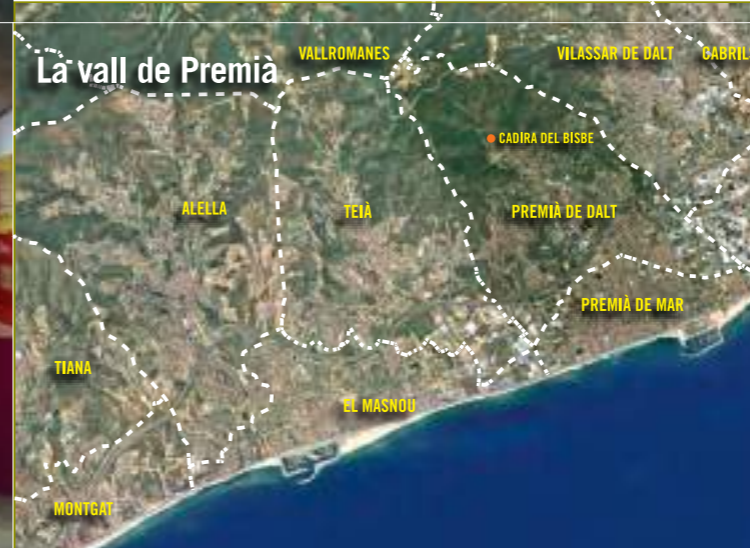 La vall de Premià
VALLROMANES
VILASSAR DE DALT
CABRIL
CADIRA DEL BISBE
ALELLA
TEIÀ
PREMIÀ DE DALT
PREMIÀ DE MAR
TIANA
EL MASNOU
MONTGAT